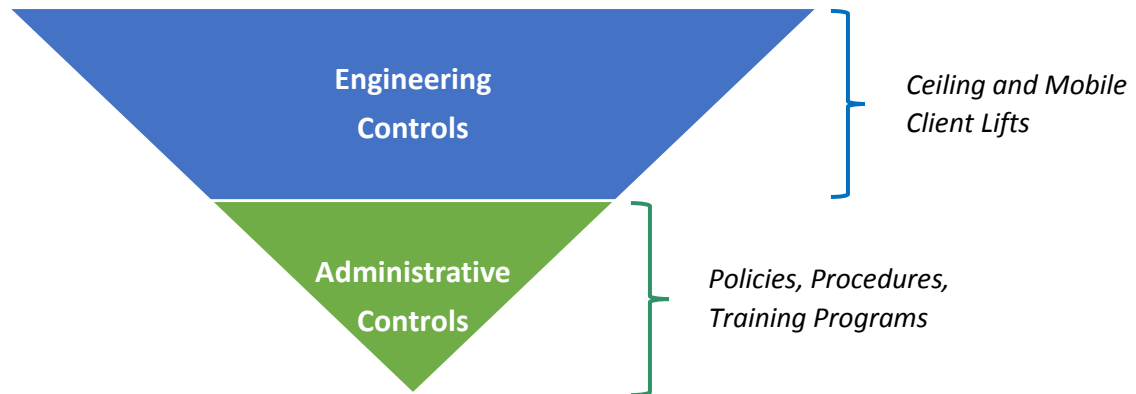 Engineering
Controls
Ceiling and Mobile
Client Lifts
Administrative
Controls
Policies, Procedures,
Training Programs